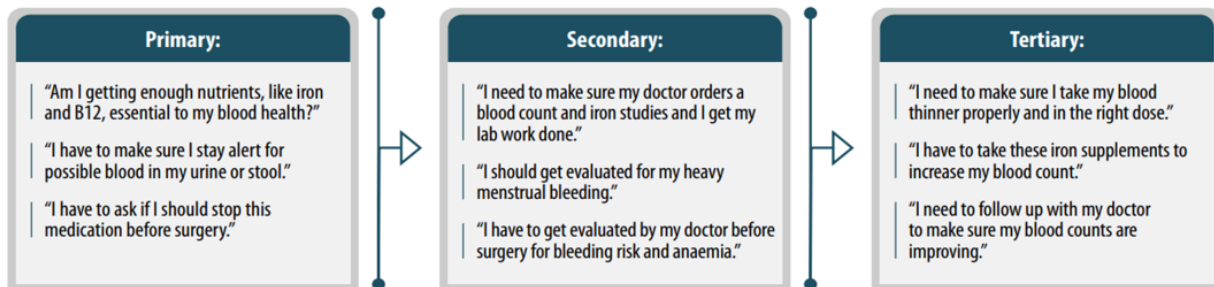 Primary:
“Am I getting enough nutrients, like iron
and B12, essential to my blood health?”
“I have to make sure I stay alert for
possible blood in my urine or stool.”
“I have to ask if I should stop this
medication before surgery.”
Secondary:
“I need to make sure my doctor orders a
blood count and iron studies and I get my
lab work done.”
“I should get evaluated for my heavy
menstrual bleeding.”
“I have to get evaluated by my doctor before
surgery for bleeding risk and anaemia.”
Tertiary:
“I need to make sure I take my blood
thinner properly and in the right dose.”
“I have to take these iron supplements to
increase my blood count.”
“I need to follow up with my doctor
to make sure my blood counts are
improving.”